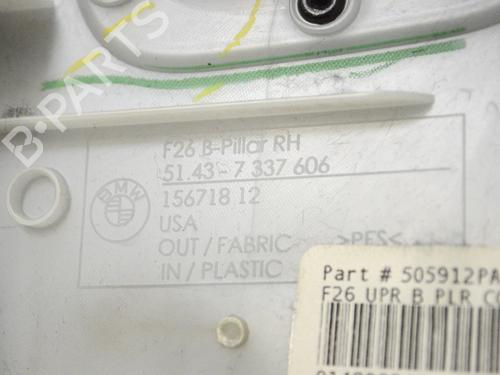 B-PARTS
F26 B-Pillar RH
51.43- 7 337 606
BMW
156718 12
USA
OUT / FABRIC >PES<
IN / PLASTIC
Part # 505912PA
F26 UPR B PLR